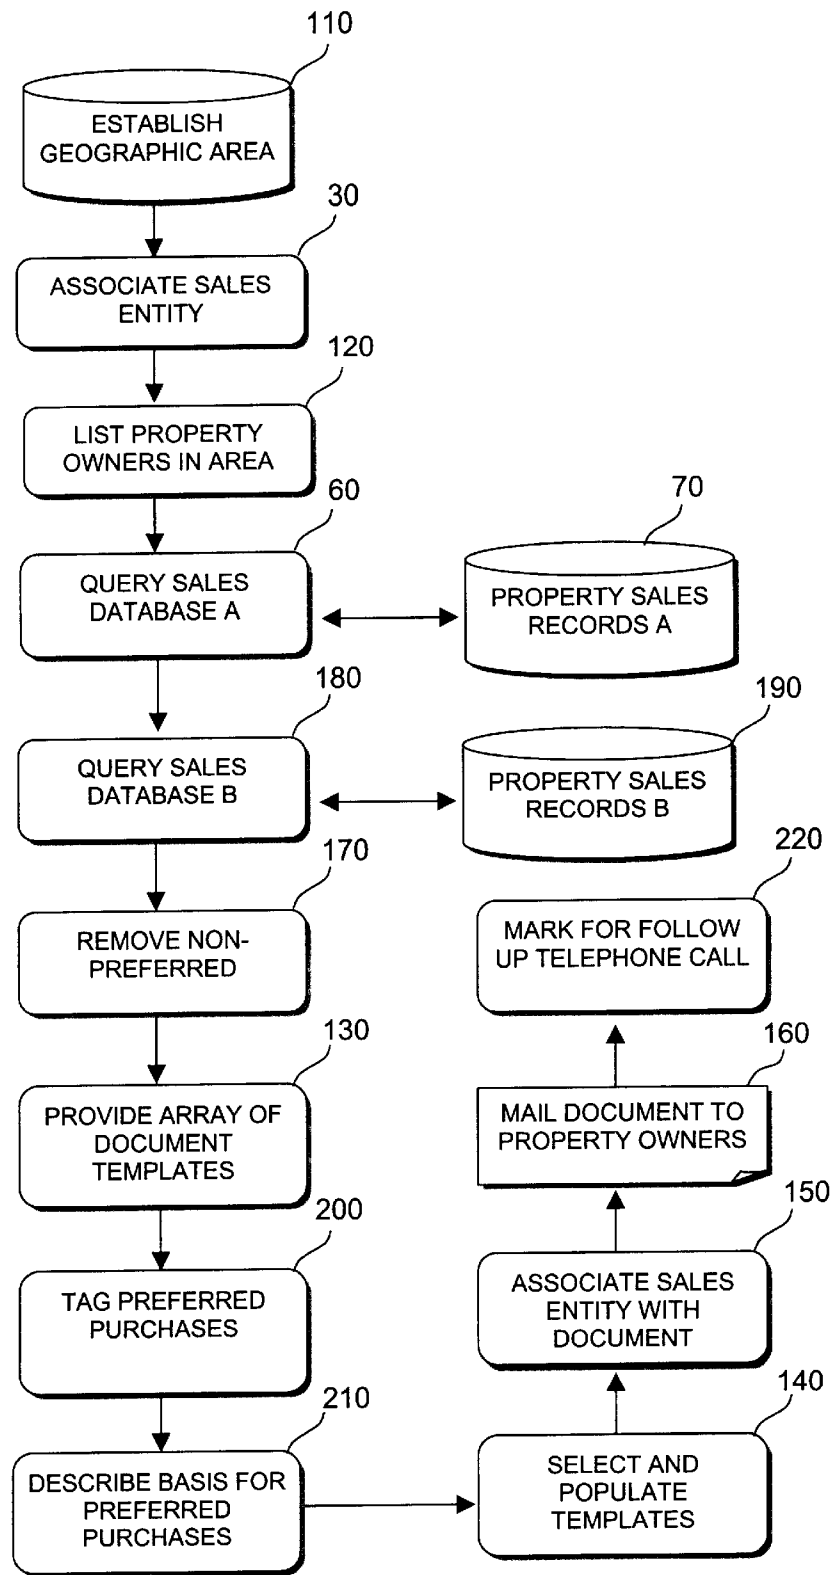 110
ESTABLISH
GEOGRAPHIC AREA
30
ASSOCIATE SALES
ENTITY
120
LIST PROPERTY
OWNERS IN AREA
60
QUERY SALES
DATABASE A
70
PROPERTY SALES
RECORDS A
180
QUERY SALES
DATABASE B
190
PROPERTY SALES
RECORDS B
170
REMOVE NON-
PREFERRED
130
PROVIDE ARRAY OF
DOCUMENT
TEMPLATES
200
TAG PREFERRED
PURCHASES
210
DESCRIBE BASIS FOR
PREFERRED
PURCHASES
140
SELECT AND
POPULATE
TEMPLATES
150
ASSOCIATE SALES
ENTITY WITH
DOCUMENT
160
MAIL DOCUMENT TO
PROPERTY OWNERS
220
MARK FOR FOLLOW
UP TELEPHONE CALL